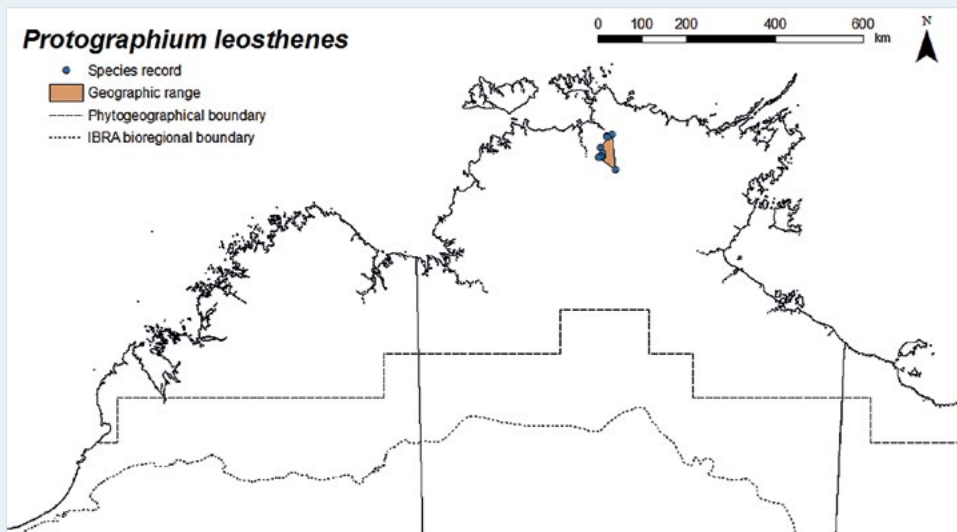 Protographium leosthenes
Species record
Geographic range
Phytogeographical boundary
IBRA bioregional boundary
0 100 200 400 600
km
N